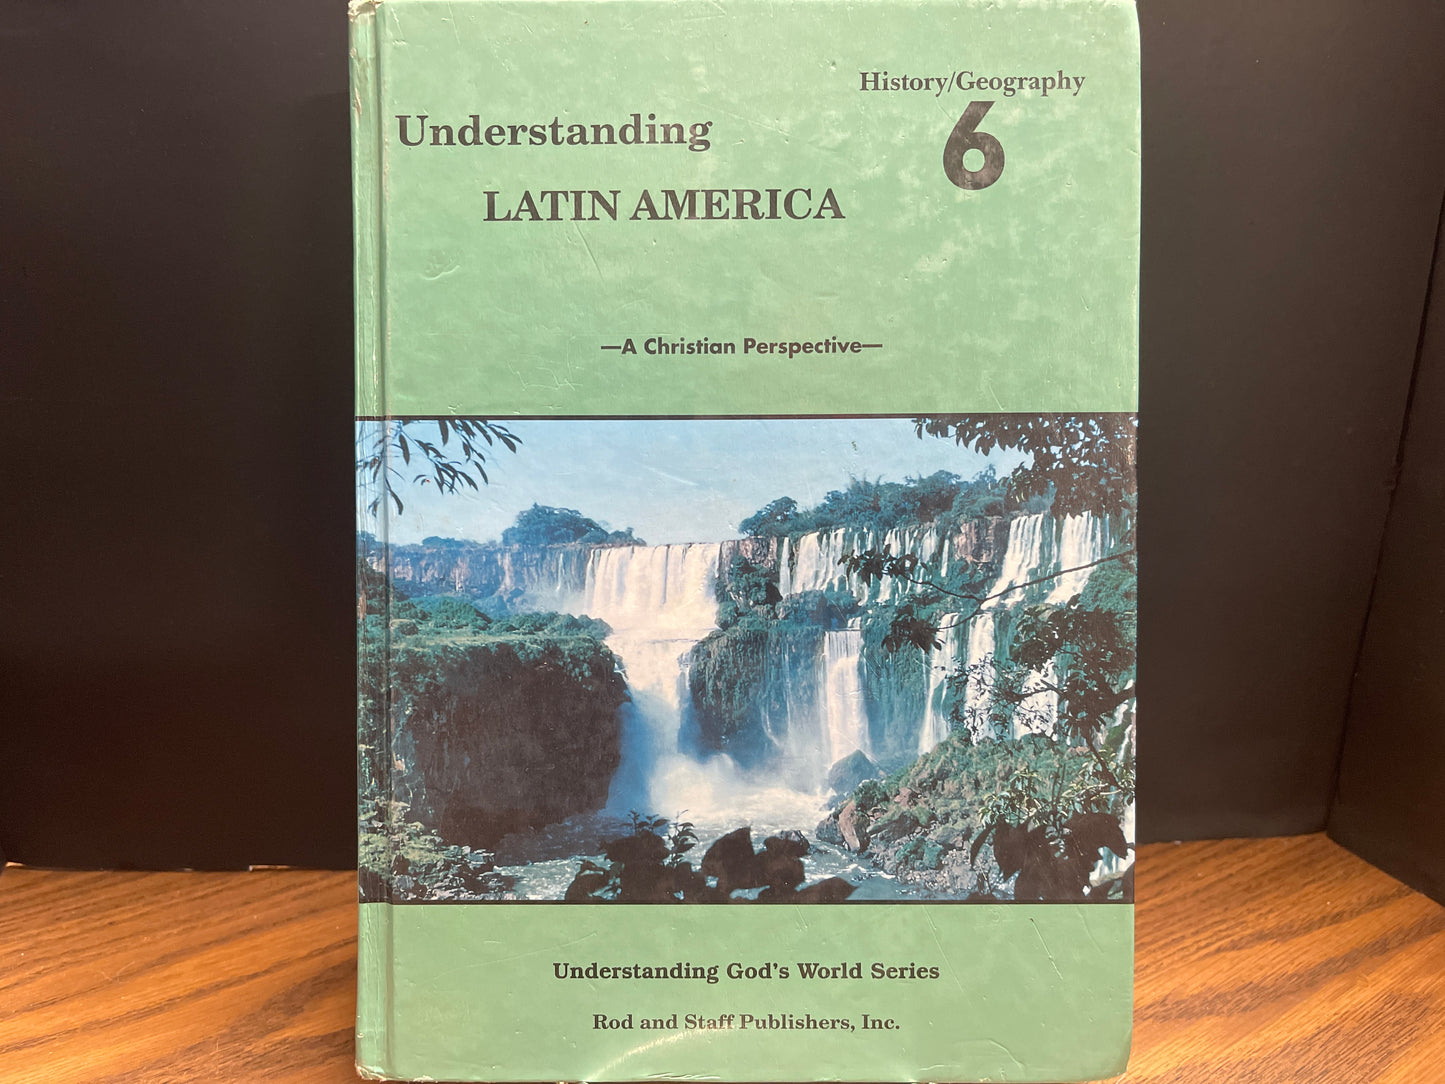 History/Geography
6
Understanding
LATIN AMERICA
—A Christian Perspective—
Understanding God's World Series
Rod and Staff Publishers, Inc.